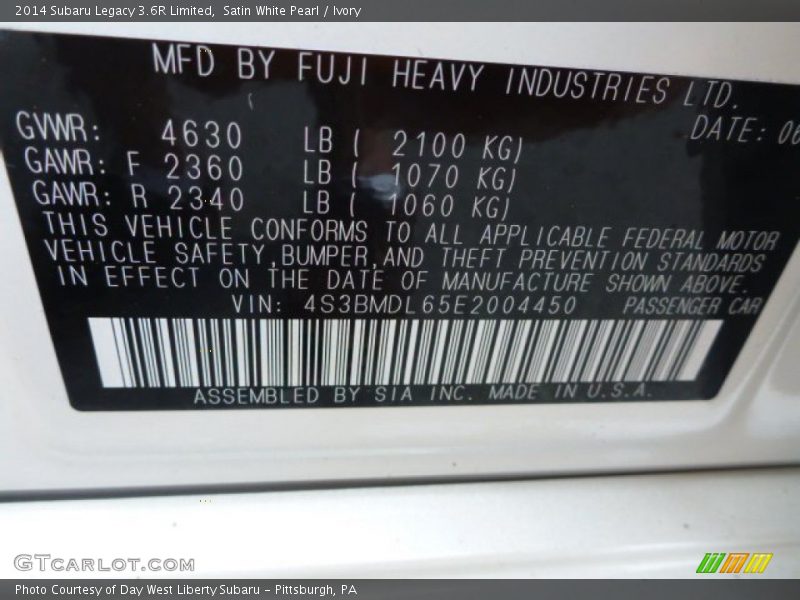 2014 Subaru Legacy 3.6R Limited, Satin White Pearl / Ivory
MFD BY FUJI HEAVY INDUSTRIES LTD.
DATE: 06
GVWR: 4630 LB ( 2100 KG)
GAWR: F 2360 LB ( 1070 KG)
GAWR: R 2340 LB ( 1060 KG)
THIS VEHICLE CONFORMS TO ALL APPLICABLE FEDERAL MOTOR
VEHICLE SAFETY,BUMPER,AND THEFT PREVENTION STANDARDS
IN EFFECT ON THE DATE OF MANUFACTURE SHOWN ABOVE.
VIN: 4S3BMDL65E2004450 PASSENGER CAR
ASSEMBLED BY SIA INC. MADE IN U.S.A.
GTCARLOT.COM
Photo Courtesy of Day West Liberty Subaru - Pittsburgh, PA